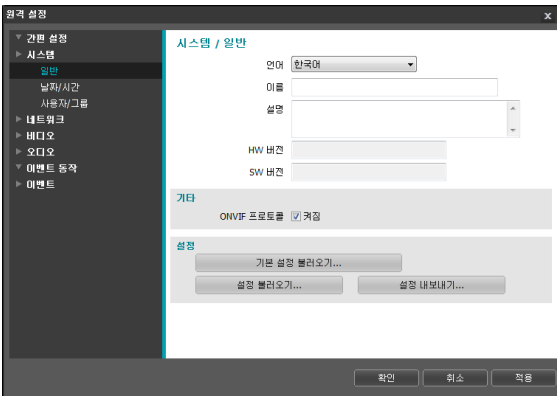 원격 설정
x
간편 설정
시스템
일반
날짜/시간
사용자/그룹
네트워크
비디오
오디오
이벤트 동작
이벤트
시스템 / 일반
언어 한국어
이름
설명
HW 버전
SW 버전
기타
ONVIF 프로토콜 켜짐
설정
기본 설정 불러오기...
설정 불러오기... 설정 내보내기...
확인 취소 적용